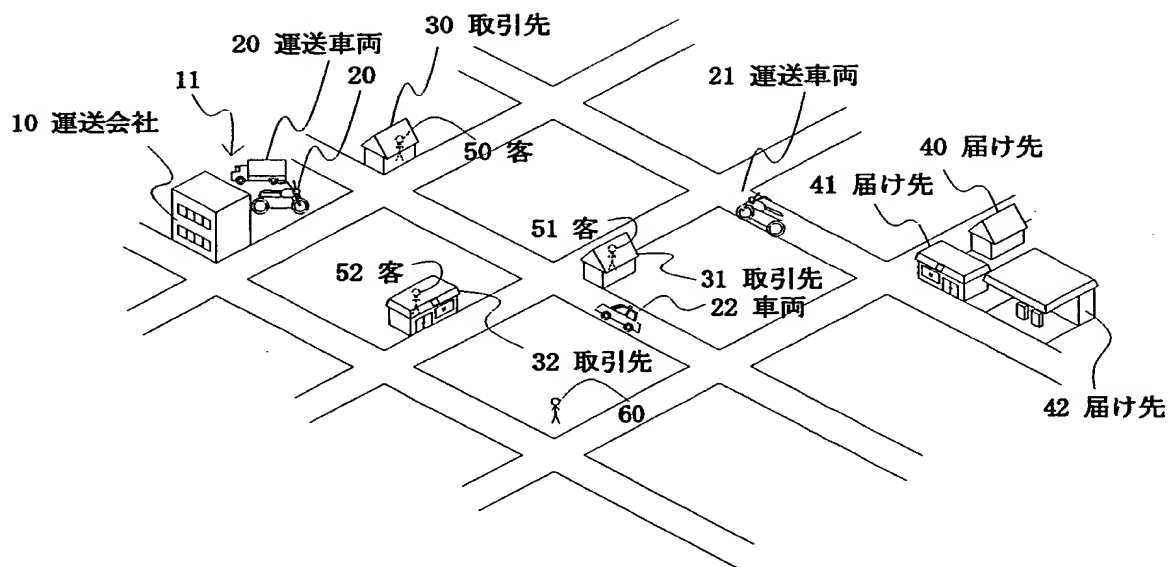 30 取引先
20 運送車両
20
11
21 運送車両
10 運送会社
50 客
40 届け先
41 届け先
51 客
52 客
31 取引先
22 車両
32 取引先
60
42 届け先